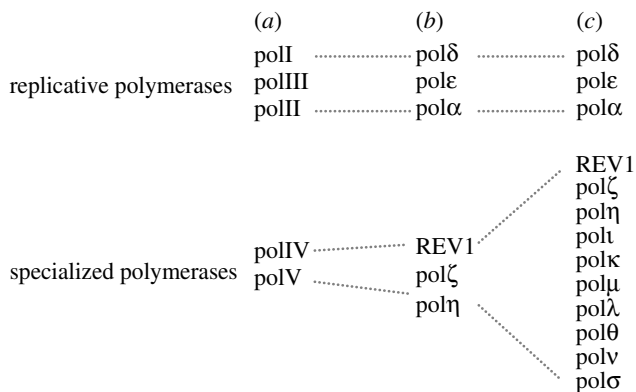 (a) (b) (c)
polI polδ polδ
replicative polymerases polIII polε polε
polII polα polα
REV1
polζ
polη
polι
polIV REV1 polκ
specialized polymerases polV polζ polμ
polη polλ
polθ
polν
polσ